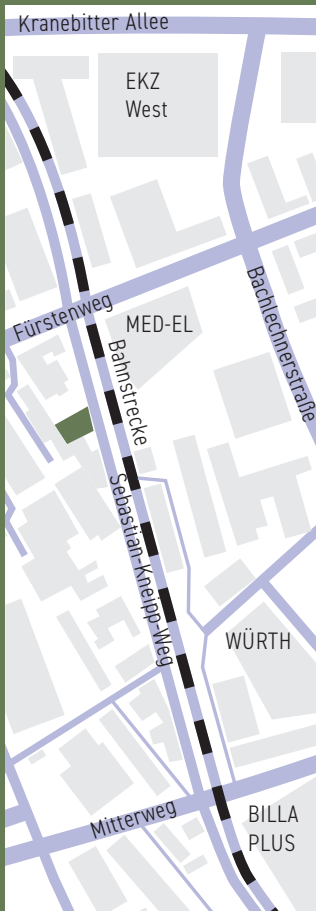 Kranebitter Allee
EKZ
West
Bachlechnerstraße
Fürstenweg
MED-EL
Bahnstrecke
Sebastian-Kneipp-Weg
WÜRTH
Mitterweg
BILLA
PLUS